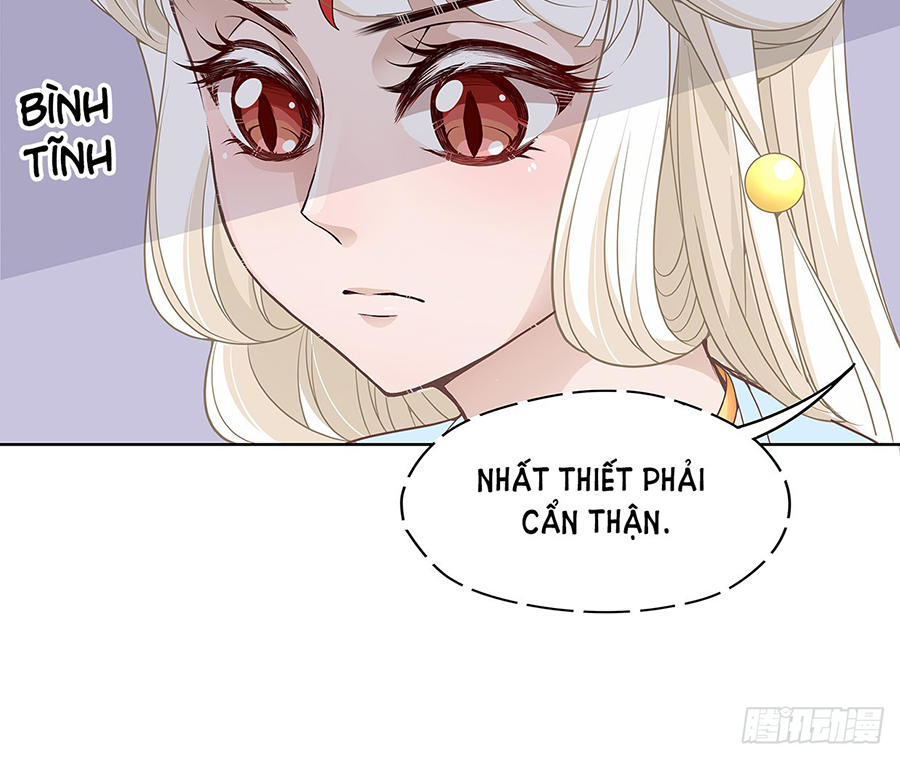 BÌNH
TĨNH
NHẤT THIẾT PHẢI
CẨN THẬN.
腾讯动漫